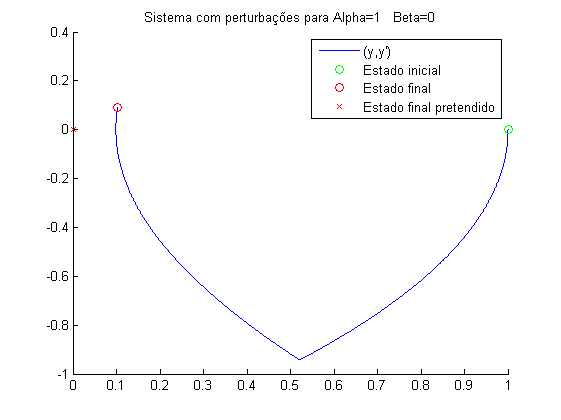 Sistema com perturbações para Alpha=1 Beta=0
(y,y')
Estado inicial
Estado final
Estado final pretendido
0.4
0.2
0
-0.2
-0.4
-0.6
-0.8
-1
0 0.1 0.2 0.3 0.4 0.5 0.6 0.7 0.8 0.9 1